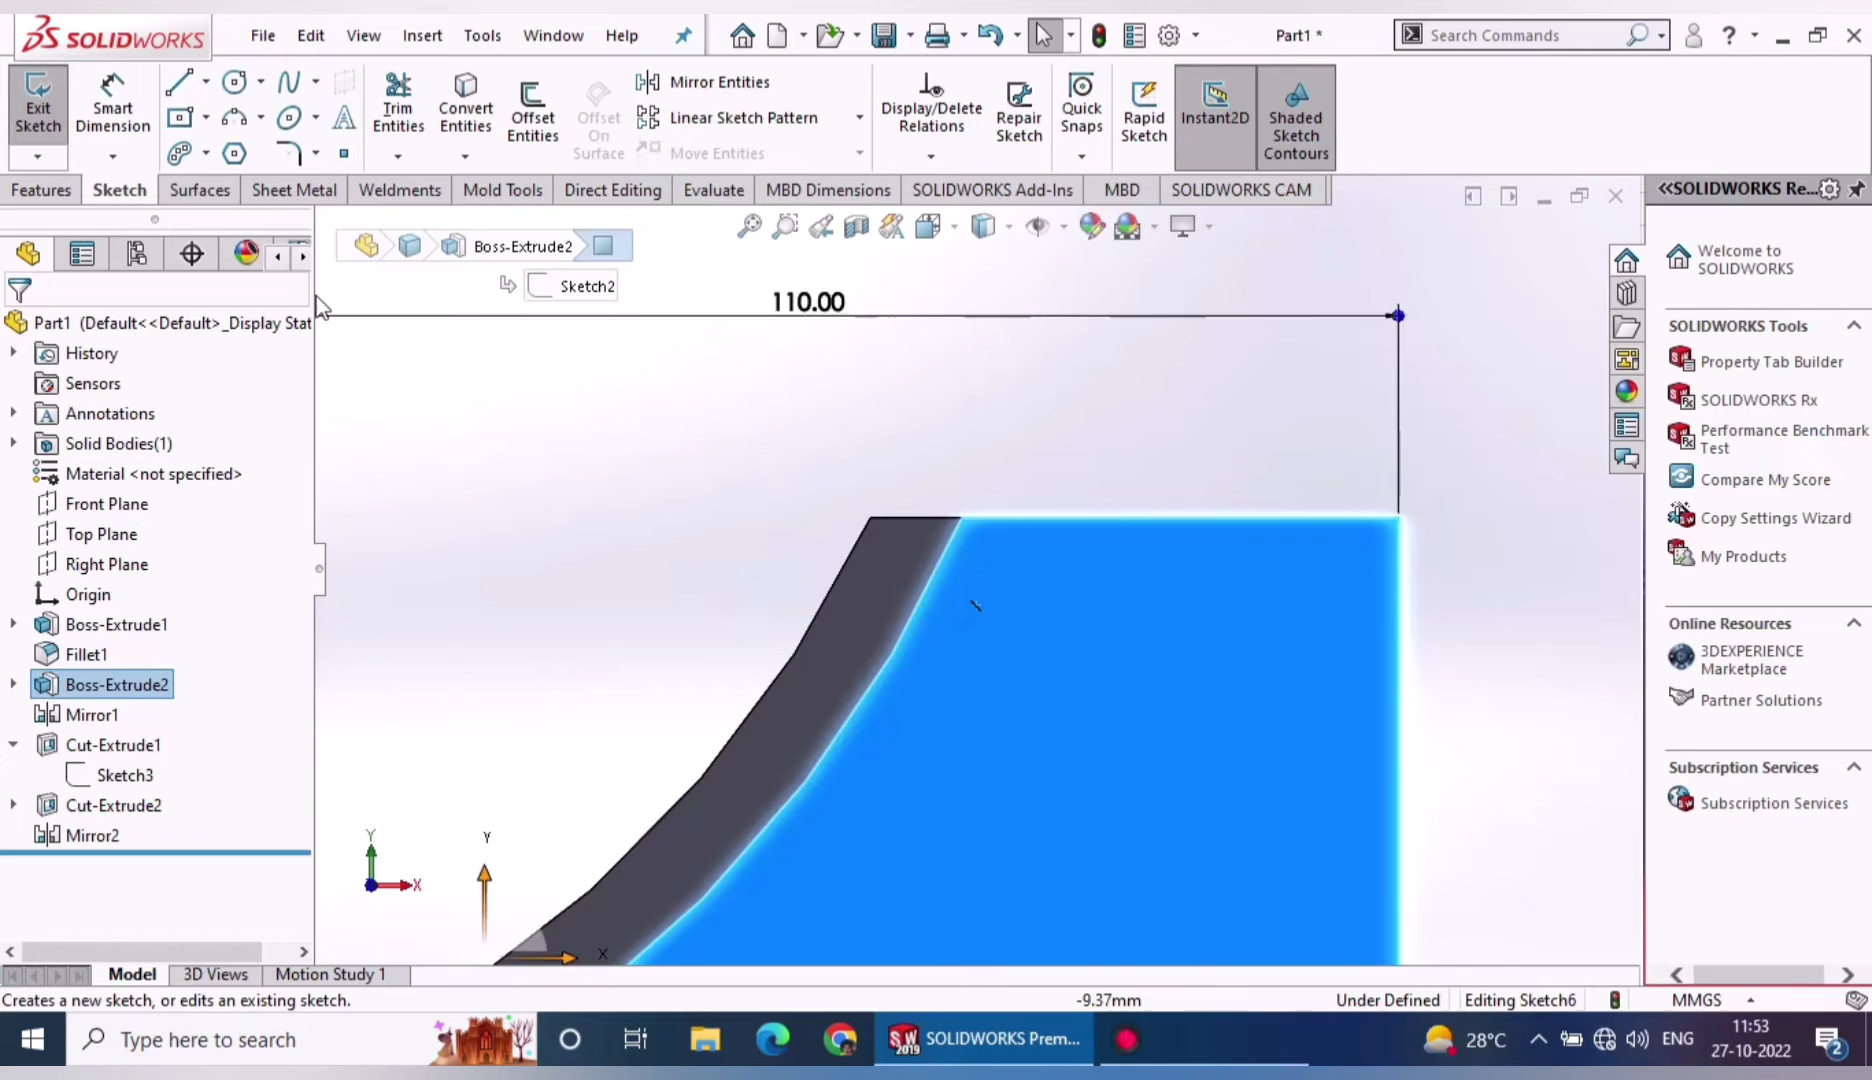 SOLIDWORKS
File Edit View Insert Tools Window Help
Part1 *
Search Commands
Exit Sketch
Smart Dimension
Trim Entities
Convert Entities
Offset Entities
Offset On Surface
Mirror Entities
Linear Sketch Pattern
Move Entities
Display/Delete Relations
Repair Sketch
Quick Snaps
Rapid Sketch
Instant2D
Shaded Sketch Contours
Features Sketch Surfaces Sheet Metal Weldments Mold Tools Direct Editing Evaluate MBD Dimensions SOLIDWORKS Add-Ins MBD SOLIDWORKS CAM
Boss-Extrude2
Sketch2
110.00
Part1 (Default<<Default>_Display Stat
History
Sensors
Annotations
Solid Bodies(1)
Material <not specified>
Front Plane
Top Plane
Right Plane
Origin
Boss-Extrude1
Fillet1
Boss-Extrude2
Mirror1
Cut-Extrude1
Sketch3
Cut-Extrude2
Mirror2
Y
X
Y
X
<<SOLIDWORKS Re...
Welcome to
SOLIDWORKS
SOLIDWORKS Tools
Property Tab Builder
SOLIDWORKS Rx
Performance Benchmark
Test
Compare My Score
Copy Settings Wizard
My Products
Online Resources
3DEXPERIENCE
Marketplace
Partner Solutions
Subscription Services
Subscription Services
Model 3D Views Motion Study 1
Creates a new sketch, or edits an existing sketch.
-9.37mm Under Defined Editing Sketch6 MMGS
Type here to search
SW 2019
SOLIDWORKS Prem...
28°C
ENG
11:53
27-10-2022
2